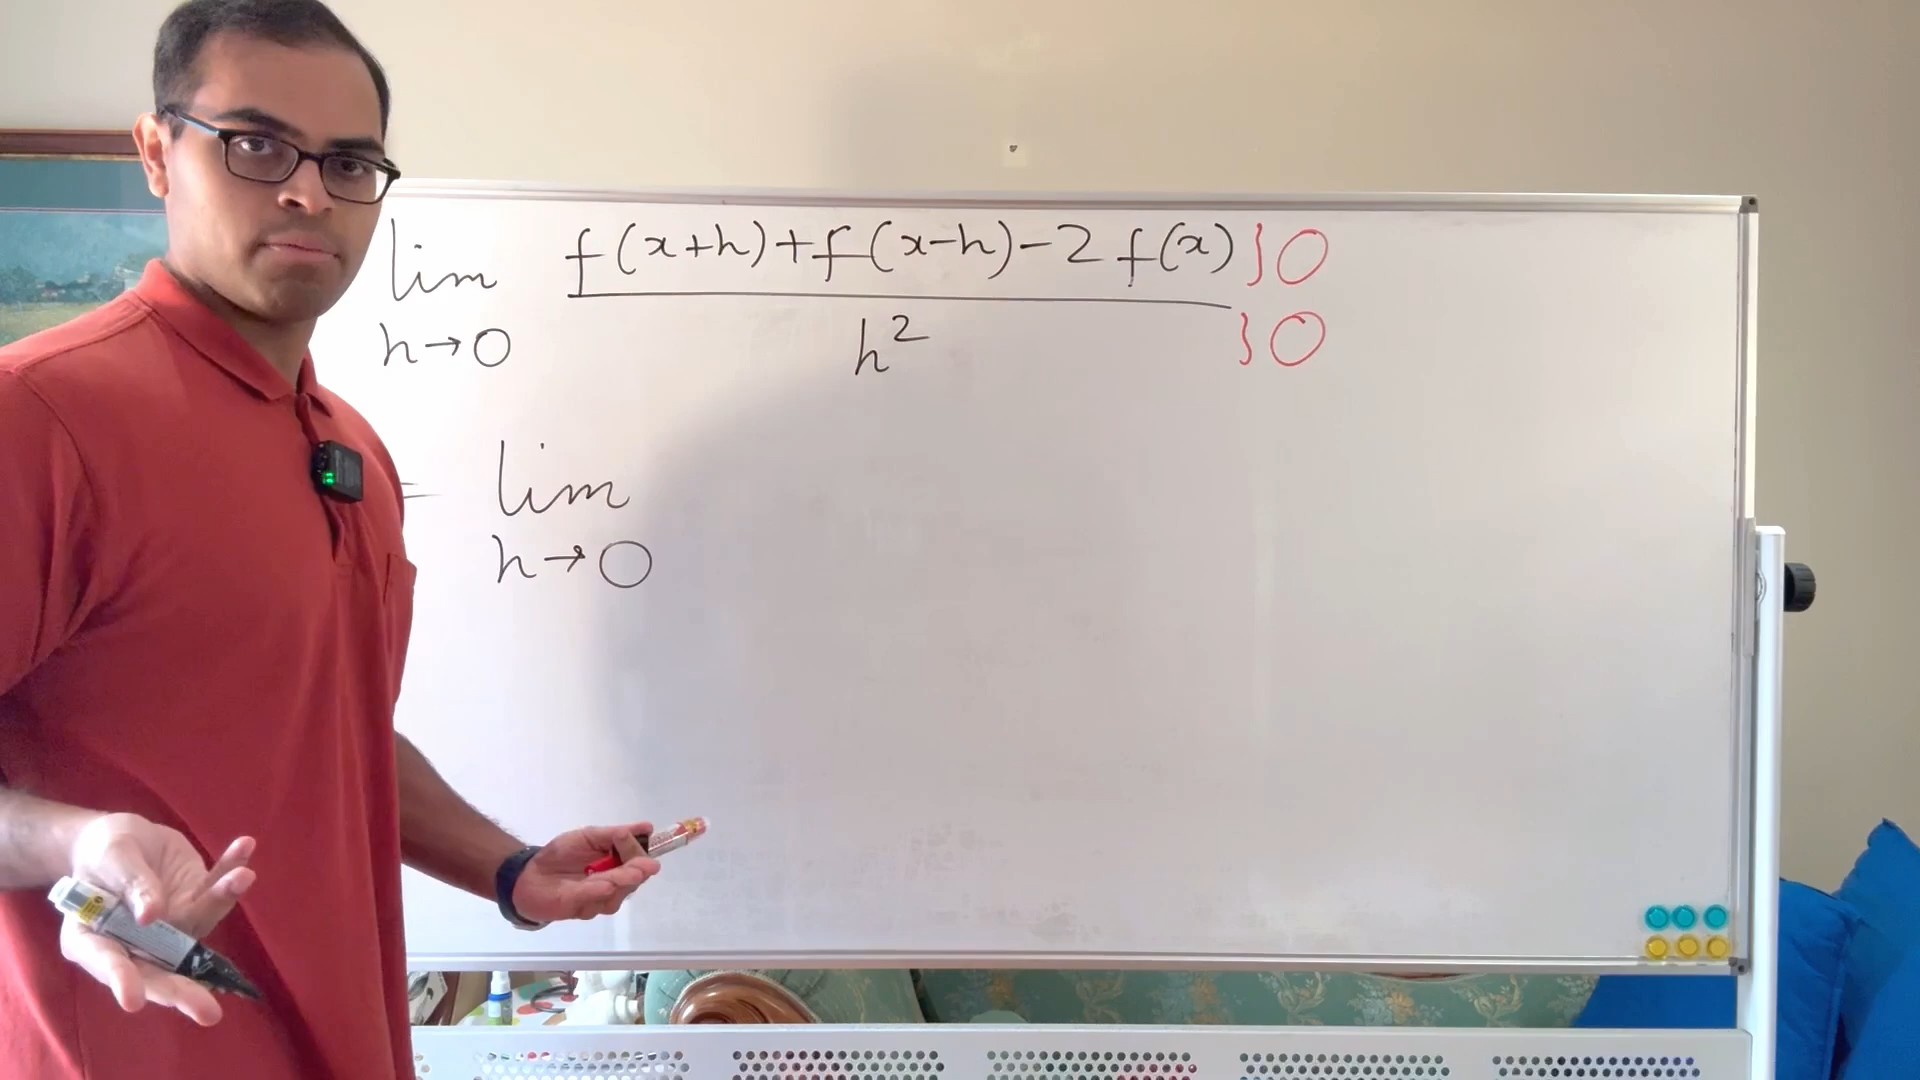 lim f(x+h)+f(x-h)-2f(x) } 0
h→0 h² } 0
= lim
h→0